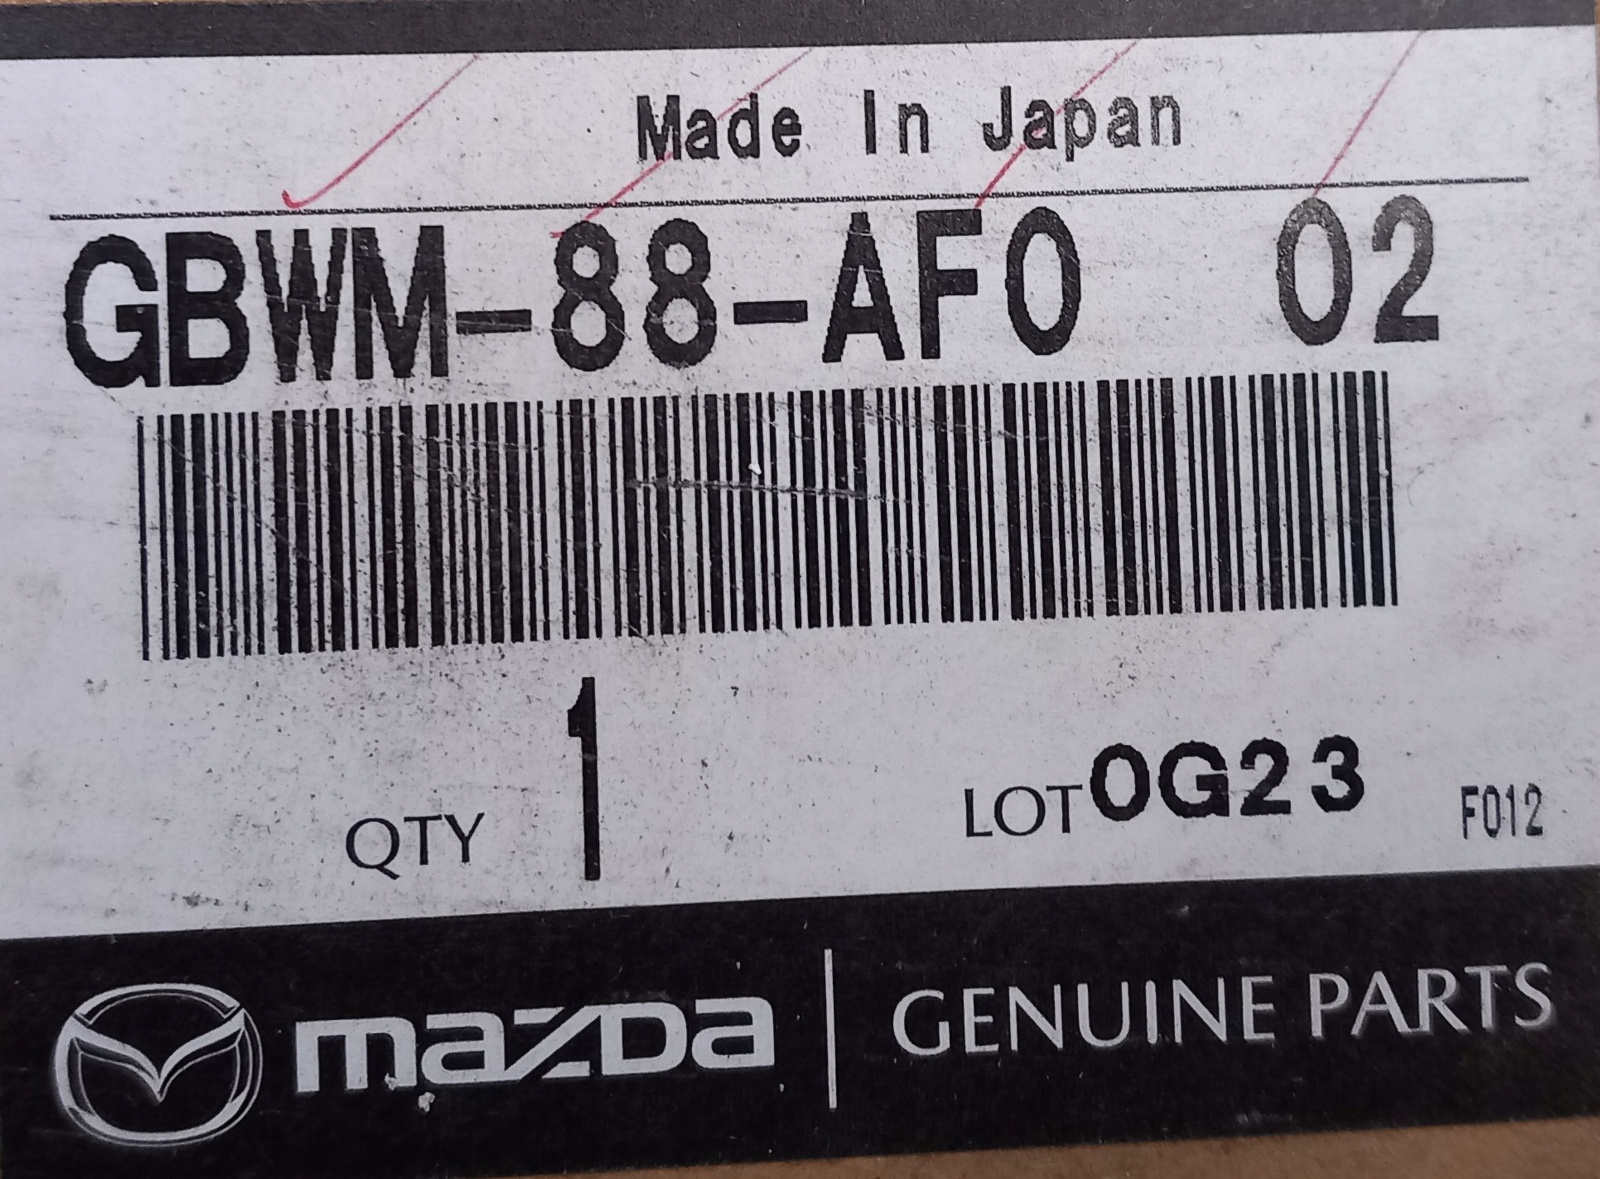 Made In Japan
GBWM-88-AF0 02
QTY 1 LOT 0G23 F012
mazda GENUINE PARTS